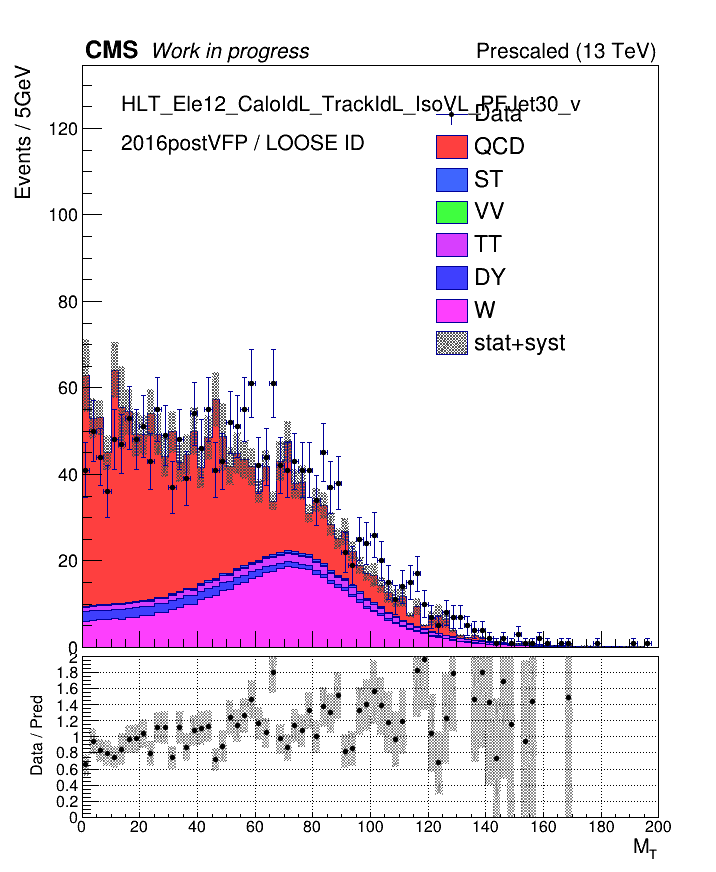 CMS Work in progress Prescaled (13 TeV)
Events / 5GeV
HLT_Ele12_CaloIdL_TrackIdL_IsoVL_PFJet30_v
2016postVFP / LOOSE ID
Data
QCD
ST
VV
TT
DY
W
stat+syst
120
100
80
60
40
20
0
Data / Pred
2
1.8
1.6
1.4
1.2
1
0.8
0.6
0.4
0.2
0
0 20 40 60 80 100 120 140 160 180 200
M_T